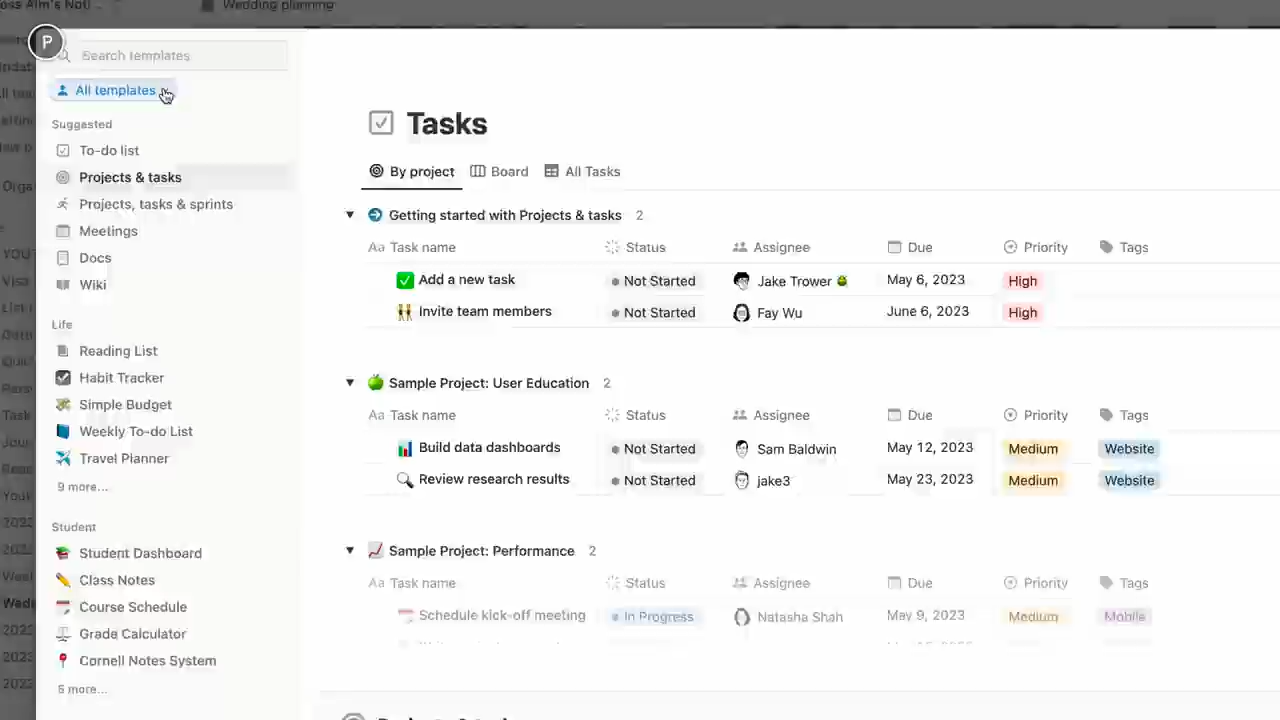 Wedding planning
P
Search templates
All templates
Suggested
To-do list
Projects & tasks
Projects, tasks & sprints
Meetings
Docs
Wiki
Life
Reading List
Habit Tracker
Simple Budget
Weekly To-do List
Travel Planner
9 more...
Student
Student Dashboard
Class Notes
Course Schedule
Grade Calculator
Cornell Notes System
5 more...
Tasks
By project Board All Tasks
Getting started with Projects & tasks 2
Aa Task name Status Assignee Due Priority Tags
Add a new task Not Started Jake Trower May 6, 2023 High
Invite team members Not Started Fay Wu June 6, 2023 High
Sample Project: User Education 2
Aa Task name Status Assignee Due Priority Tags
Build data dashboards Not Started Sam Baldwin May 12, 2023 Medium Website
Review research results Not Started jake3 May 23, 2023 Medium Website
Sample Project: Performance 2
Aa Task name Status Assignee Due Priority Tags
Schedule kick-off meeting In Progress Natasha Shah May 9, 2023 Medium Mobile